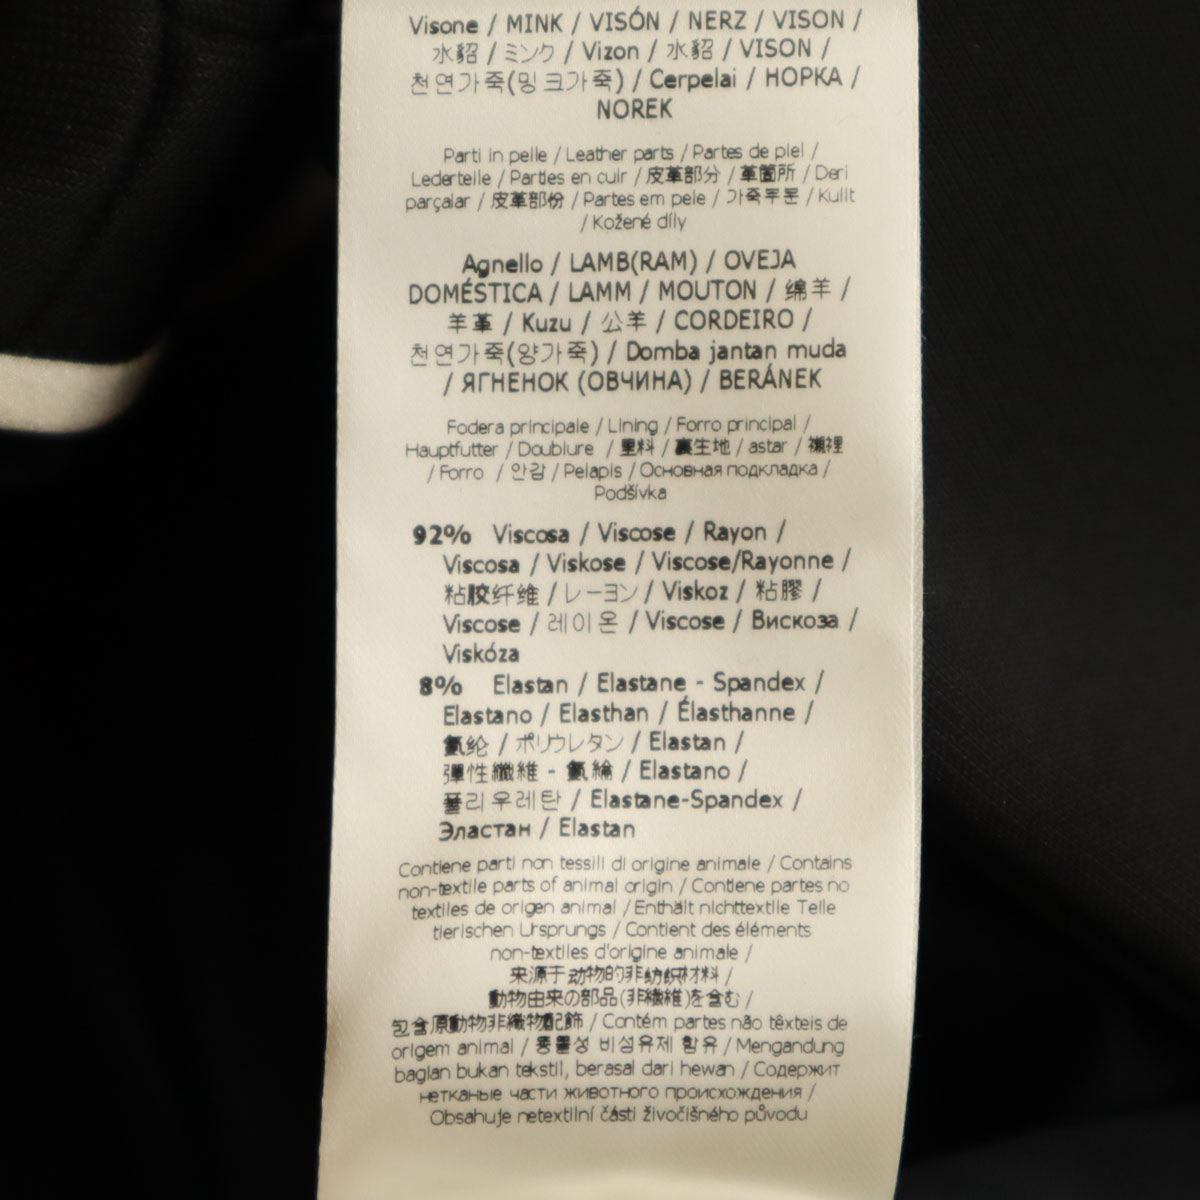 Visone / MINK / VISÓN / NERZ / VISON /
水貂 / ミンク / Vizon / 水貂 / VISON /
천연가죽(밍크가죽) / Cerpelai / НОРКА /
NOREK
Parti in pelle / Leather parts / Partes de piel /
Lederteile / Parties en cuir / 皮革部分 / 革箇所 / Deri
parçalar / 皮革部份 / Partes em pele / 가죽부분 / Kulit
/ Kožené díly
Agnello / LAMB(RAM) / OVEJA
DOMÉSTICA / LAMM / MOUTON / 绵羊 /
羊革 / Kuzu / 公羊 / CORDEIRO /
천연가죽(양가죽) / Domba jantan muda
/ ЯГНЕНОК (ОВЧИНА) / BERÁNEK
Fodera principale / Lining / Forro principal /
Hauptfutter / Doublure / 里料 / 裏生地 / astar / 襯裡
/ Forro / 안감 / Pelapis / Основная подкладка /
Podšívka
92% Viscosa / Viscose / Rayon /
Viscosa / Viskose / Viscose/Rayonne /
粘胶纤维 / レーヨン / Viskoz / 粘膠 /
Viscose / 레이온 / Viscose / Вискоза /
Viskóza
8% Elastan / Elastane - Spandex /
Elastano / Elasthan / Élasthanne /
氨纶 / ポリウレタン / Elastan /
彈性纖維 - 氨綸 / Elastano /
폴리우레탄 / Elastane-Spandex /
Эластан / Elastan
Contiene parti non tessili di origine animale / Contains
non-textile parts of animal origin / Contiene partes no
textiles de origen animal / Enthält nichttextile Teile
tierischen Ursprungs / Contient des éléments
non-textiles d'origine animale /
来源于动物的非纺织材料 /
動物由来の部品(非繊維)を含む /
包含原動物非織物配飾 / Contém partes não têxteis de
origem animal / 동물성 비섬유제 함유 / Mengandung
bagian bukan tekstil, berasal dari hewan / Содержит
нетканые части животного происхождения /
Obsahuje netextilní části živočišného původu